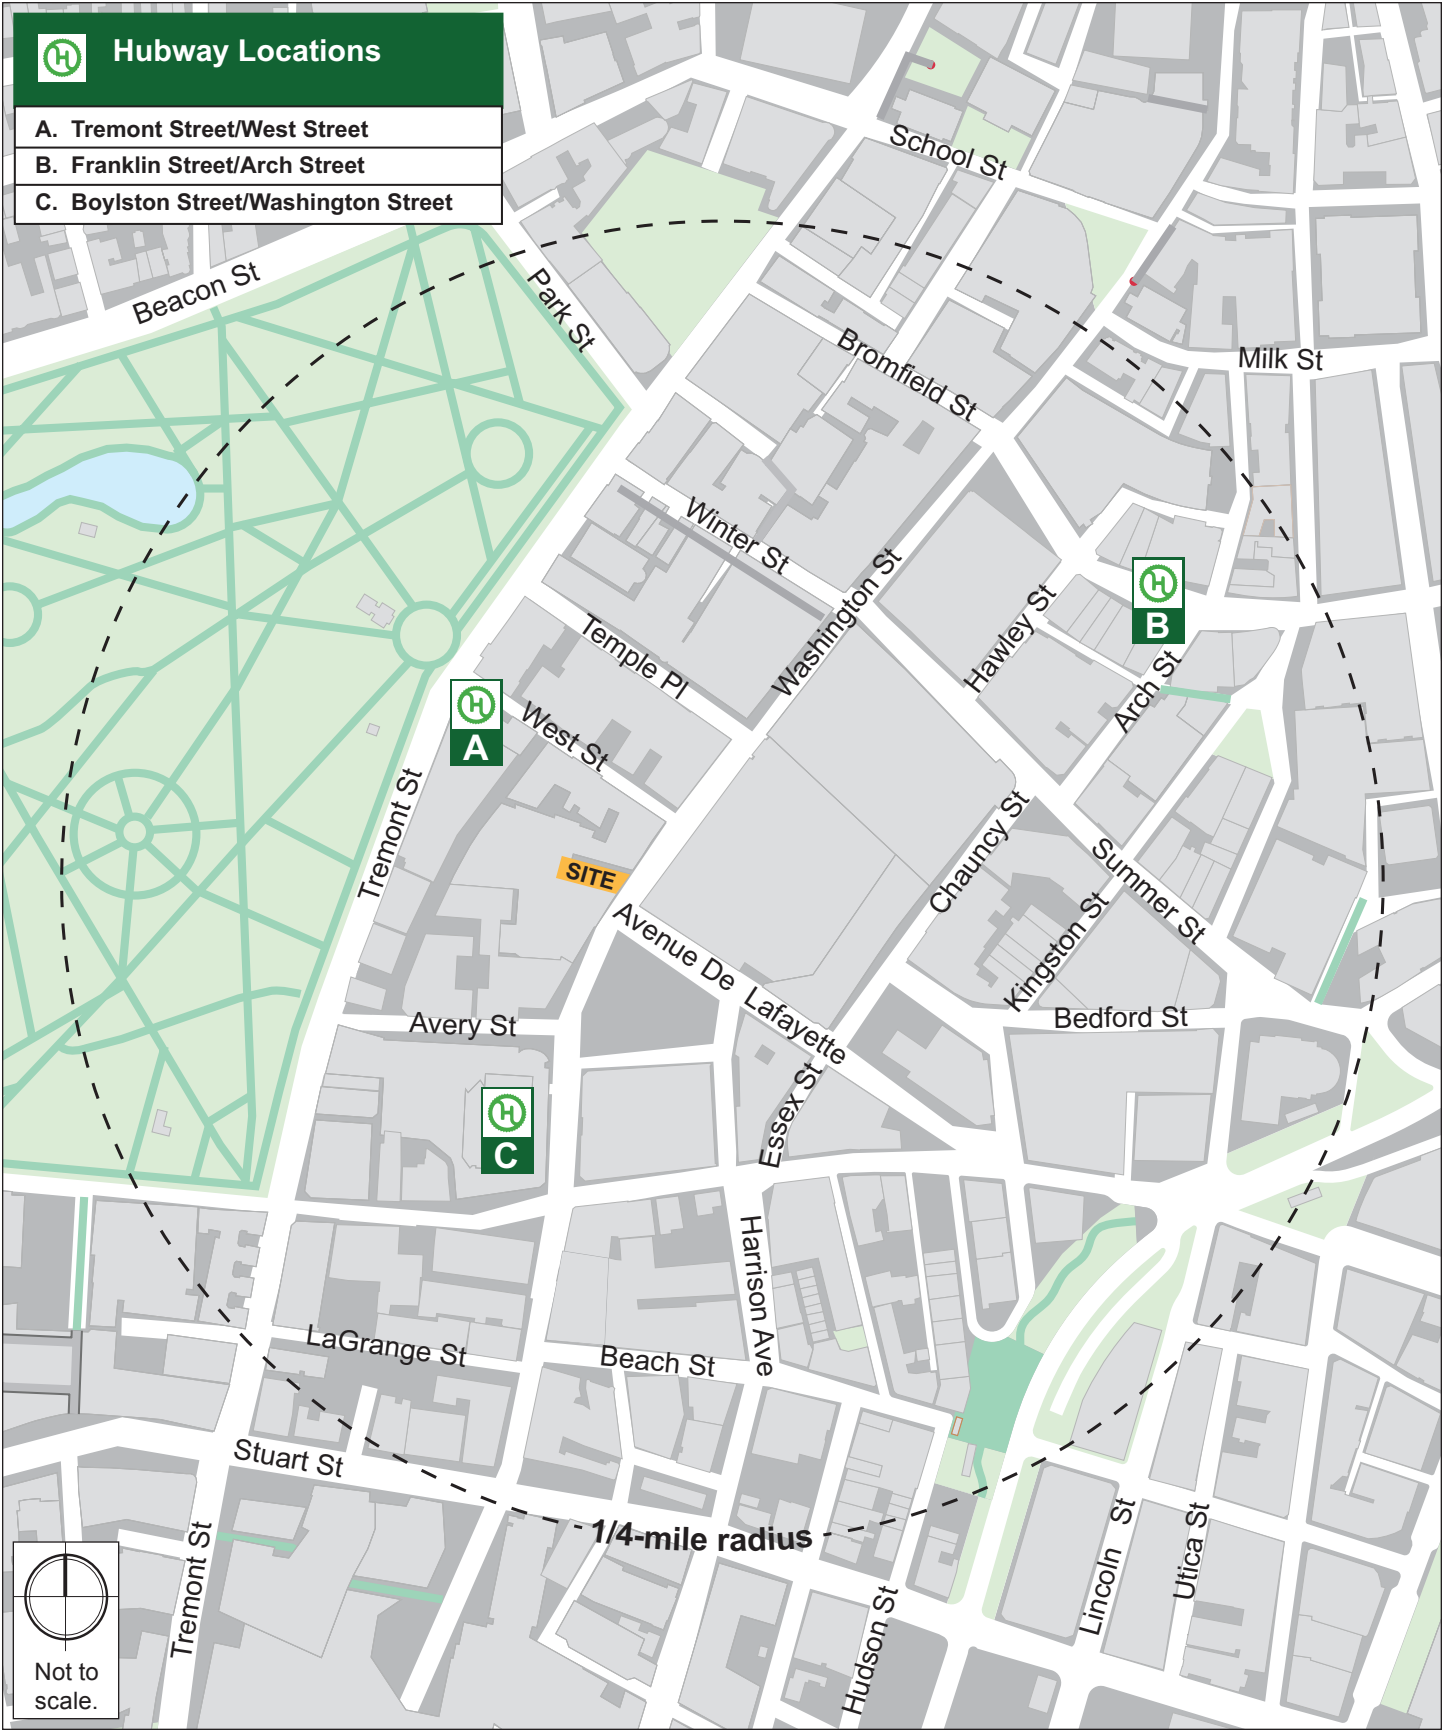 Hubway Locations
A. Tremont Street/West Street
B. Franklin Street/Arch Street
C. Boylston Street/Washington Street
School St
Beacon St
Park St
Milk St
Bromfield St
Winter St
Washington St
Hawley St
B
Temple Pl
Arch St
A
West St
Tremont St
Chauncy St
Summer St
SITE
Kingston St
Avenue De Lafayette
Avery St
Bedford St
Essex St
C
Harrison Ave
LaGrange St
Beach St
Stuart St
1/4-mile radius
Tremont St
Lincoln St
Utica St
Hudson St
Not to
scale.